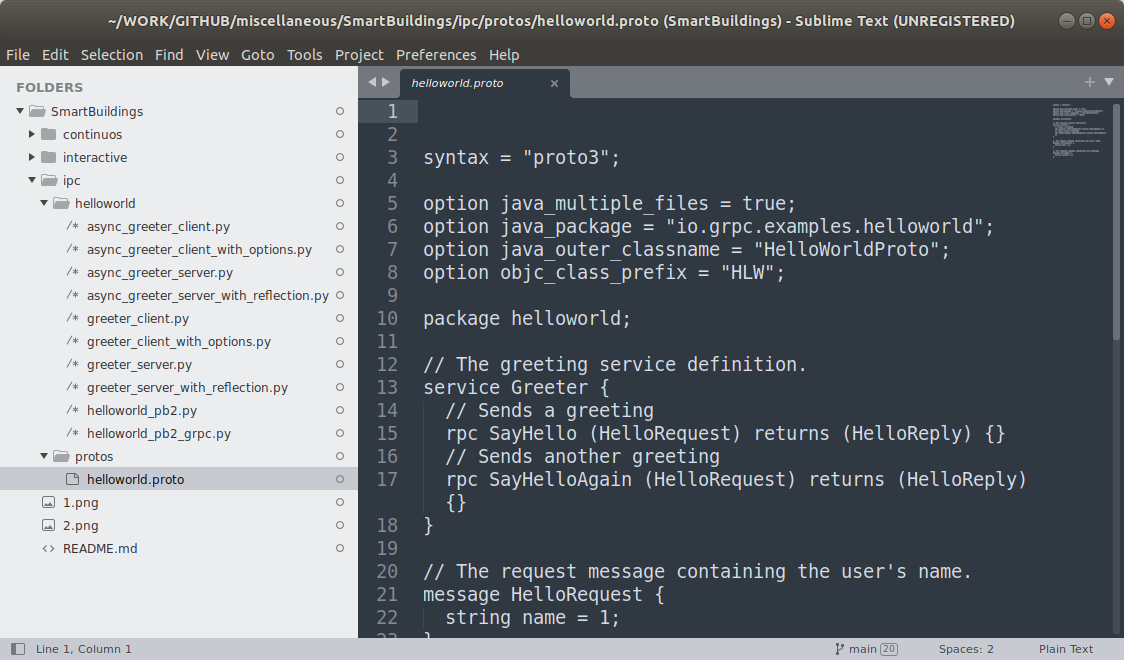 ~/WORK/GITHUB/miscellaneous/SmartBuildings/ipc/protos/helloworld.proto (SmartBuildings) - Sublime Text (UNREGISTERED)
File Edit Selection Find View Goto Tools Project Preferences Help
FOLDERS
SmartBuildings
continuos
interactive
ipc
helloworld
/* async_greeter_client.py
/* async_greeter_client_with_options.py
/* async_greeter_server.py
/* async_greeter_server_with_reflection.py
/* greeter_client.py
/* greeter_client_with_options.py
/* greeter_server.py
/* greeter_server_with_reflection.py
/* helloworld_pb2.py
/* helloworld_pb2_grpc.py
protos
helloworld.proto
1.png
2.png
<> README.md
helloworld.proto
1
2
3 syntax = "proto3";
4
5 option java_multiple_files = true;
6 option java_package = "io.grpc.examples.helloworld";
7 option java_outer_classname = "HelloWorldProto";
8 option objc_class_prefix = "HLW";
9
10 package helloworld;
11
12 // The greeting service definition.
13 service Greeter {
14 // Sends a greeting
15 rpc SayHello (HelloRequest) returns (HelloReply) {}
16 // Sends another greeting
17 rpc SayHelloAgain (HelloRequest) returns (HelloReply)
{}
18 }
19
20 // The request message containing the user's name.
21 message HelloRequest {
22 string name = 1;
23 }
Line 1, Column 1
main 20
Spaces: 2
Plain Text